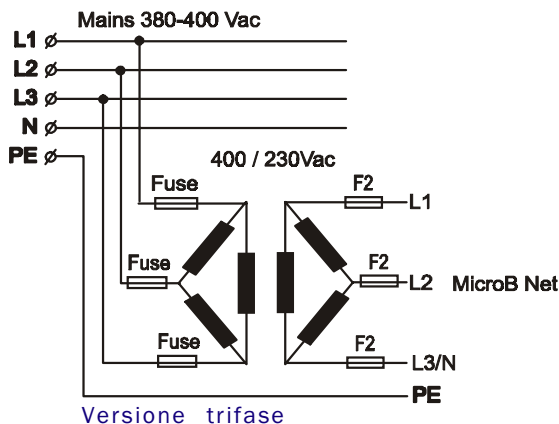 Mains 380-400 Vac
L1
L2
L3
N
PE
400 / 230Vac
Fuse
F2
L1
Fuse
F2
L2
MicroB Net
Fuse
F2
L3/N
PE
Versione trifase